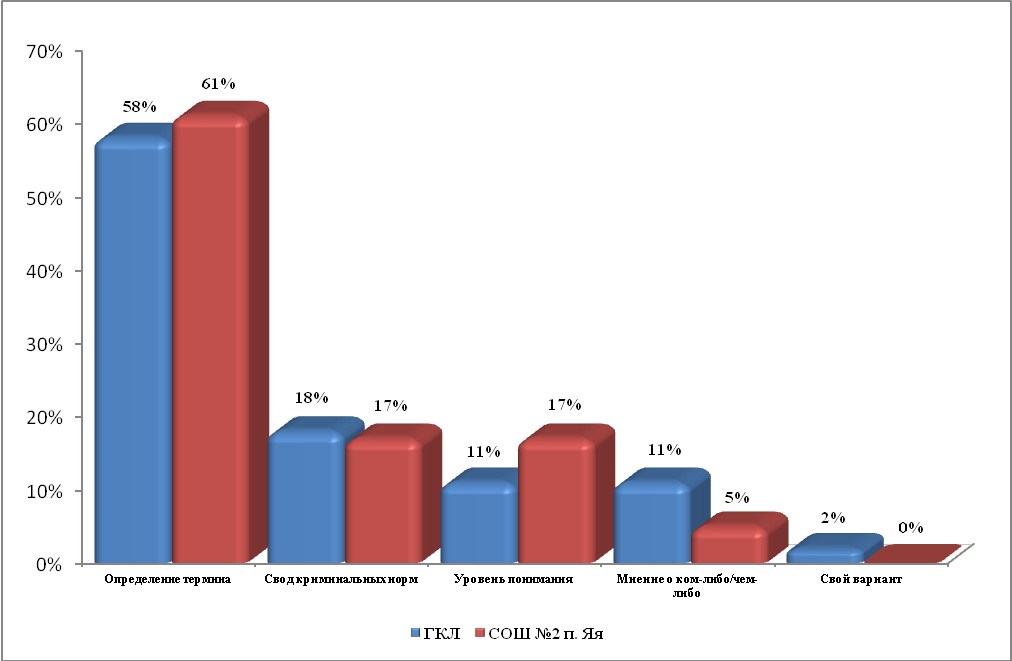 70%
60%
50%
40%
30%
20%
10%
0%
58%
61%
18%
17%
11%
17%
11%
5%
2%
0%
Определение термина
Свод криминальных норм
Уровень понимания
Мнение о ком-либо/чем-
либо
Свой вариант
ГКЛ
СОШ №2 п. Яя